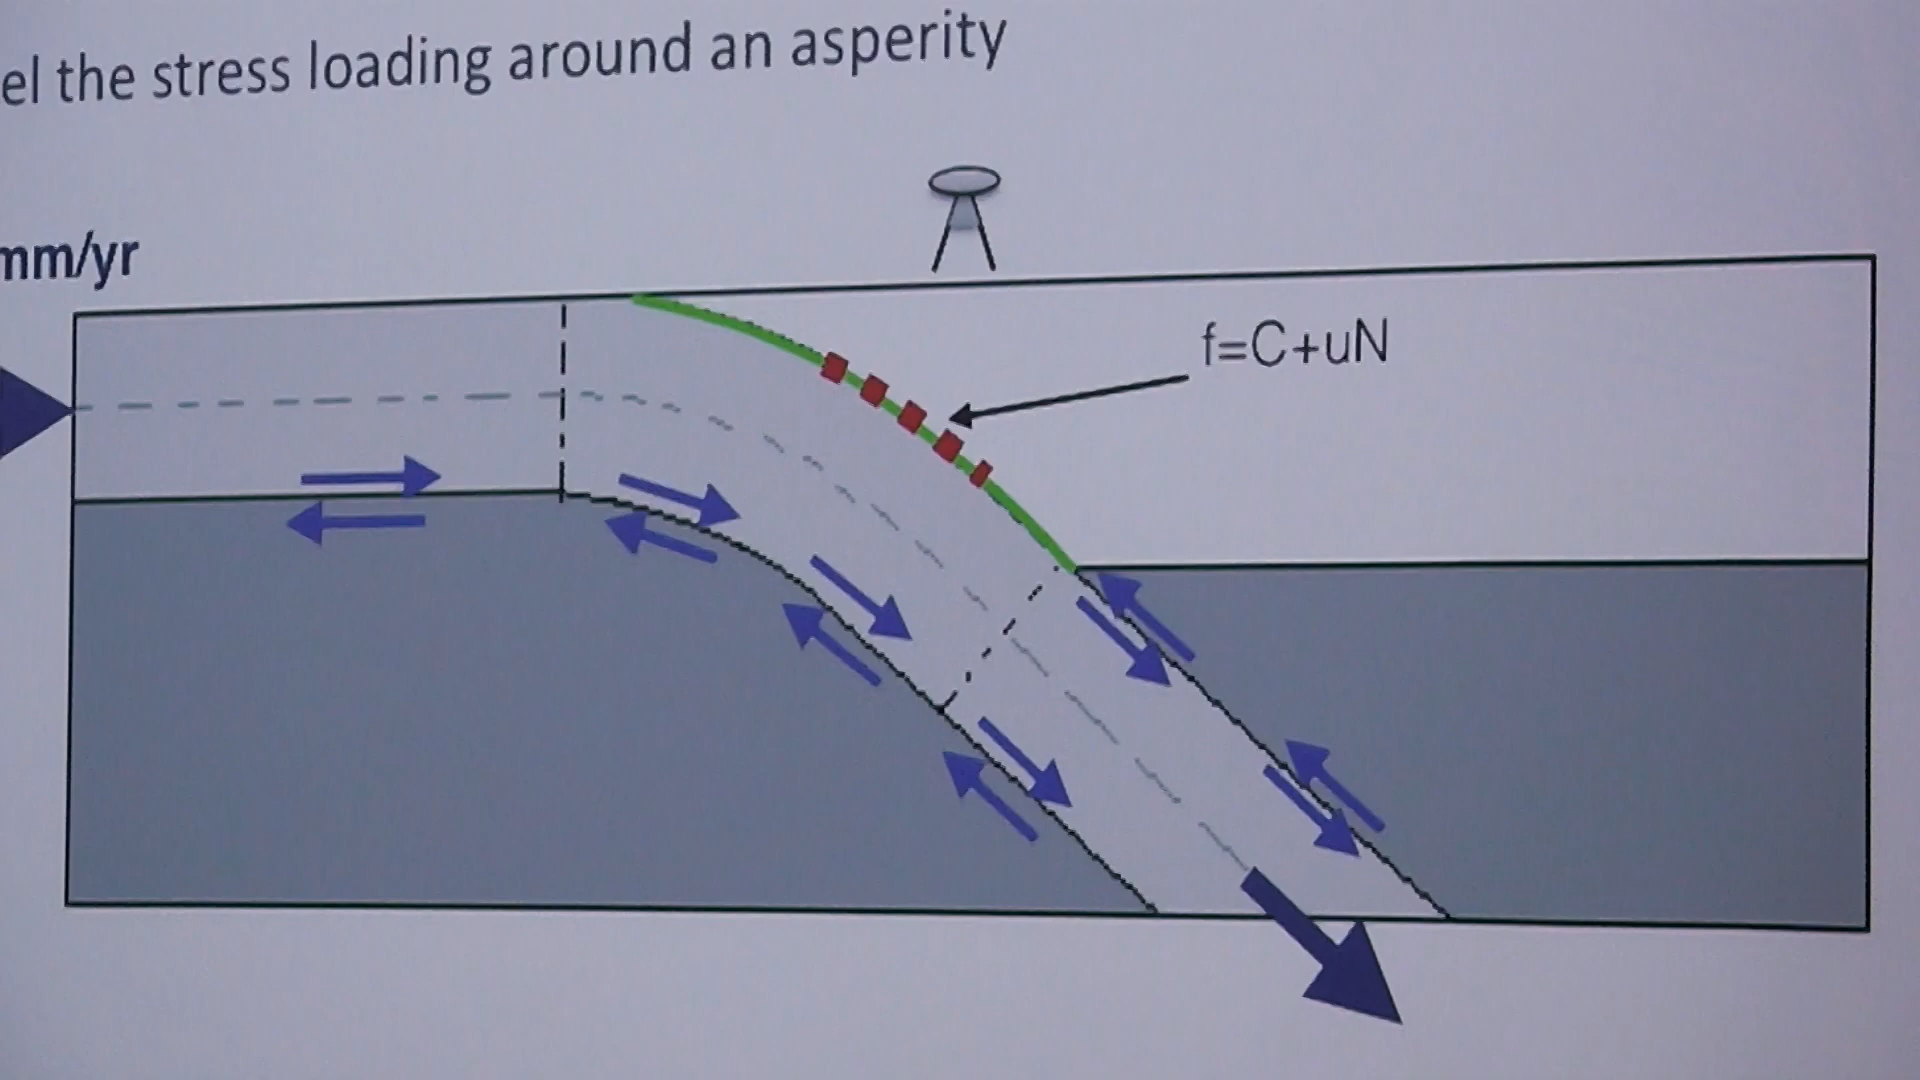 el the stress loading around an asperity
mm/yr
f=C+uN